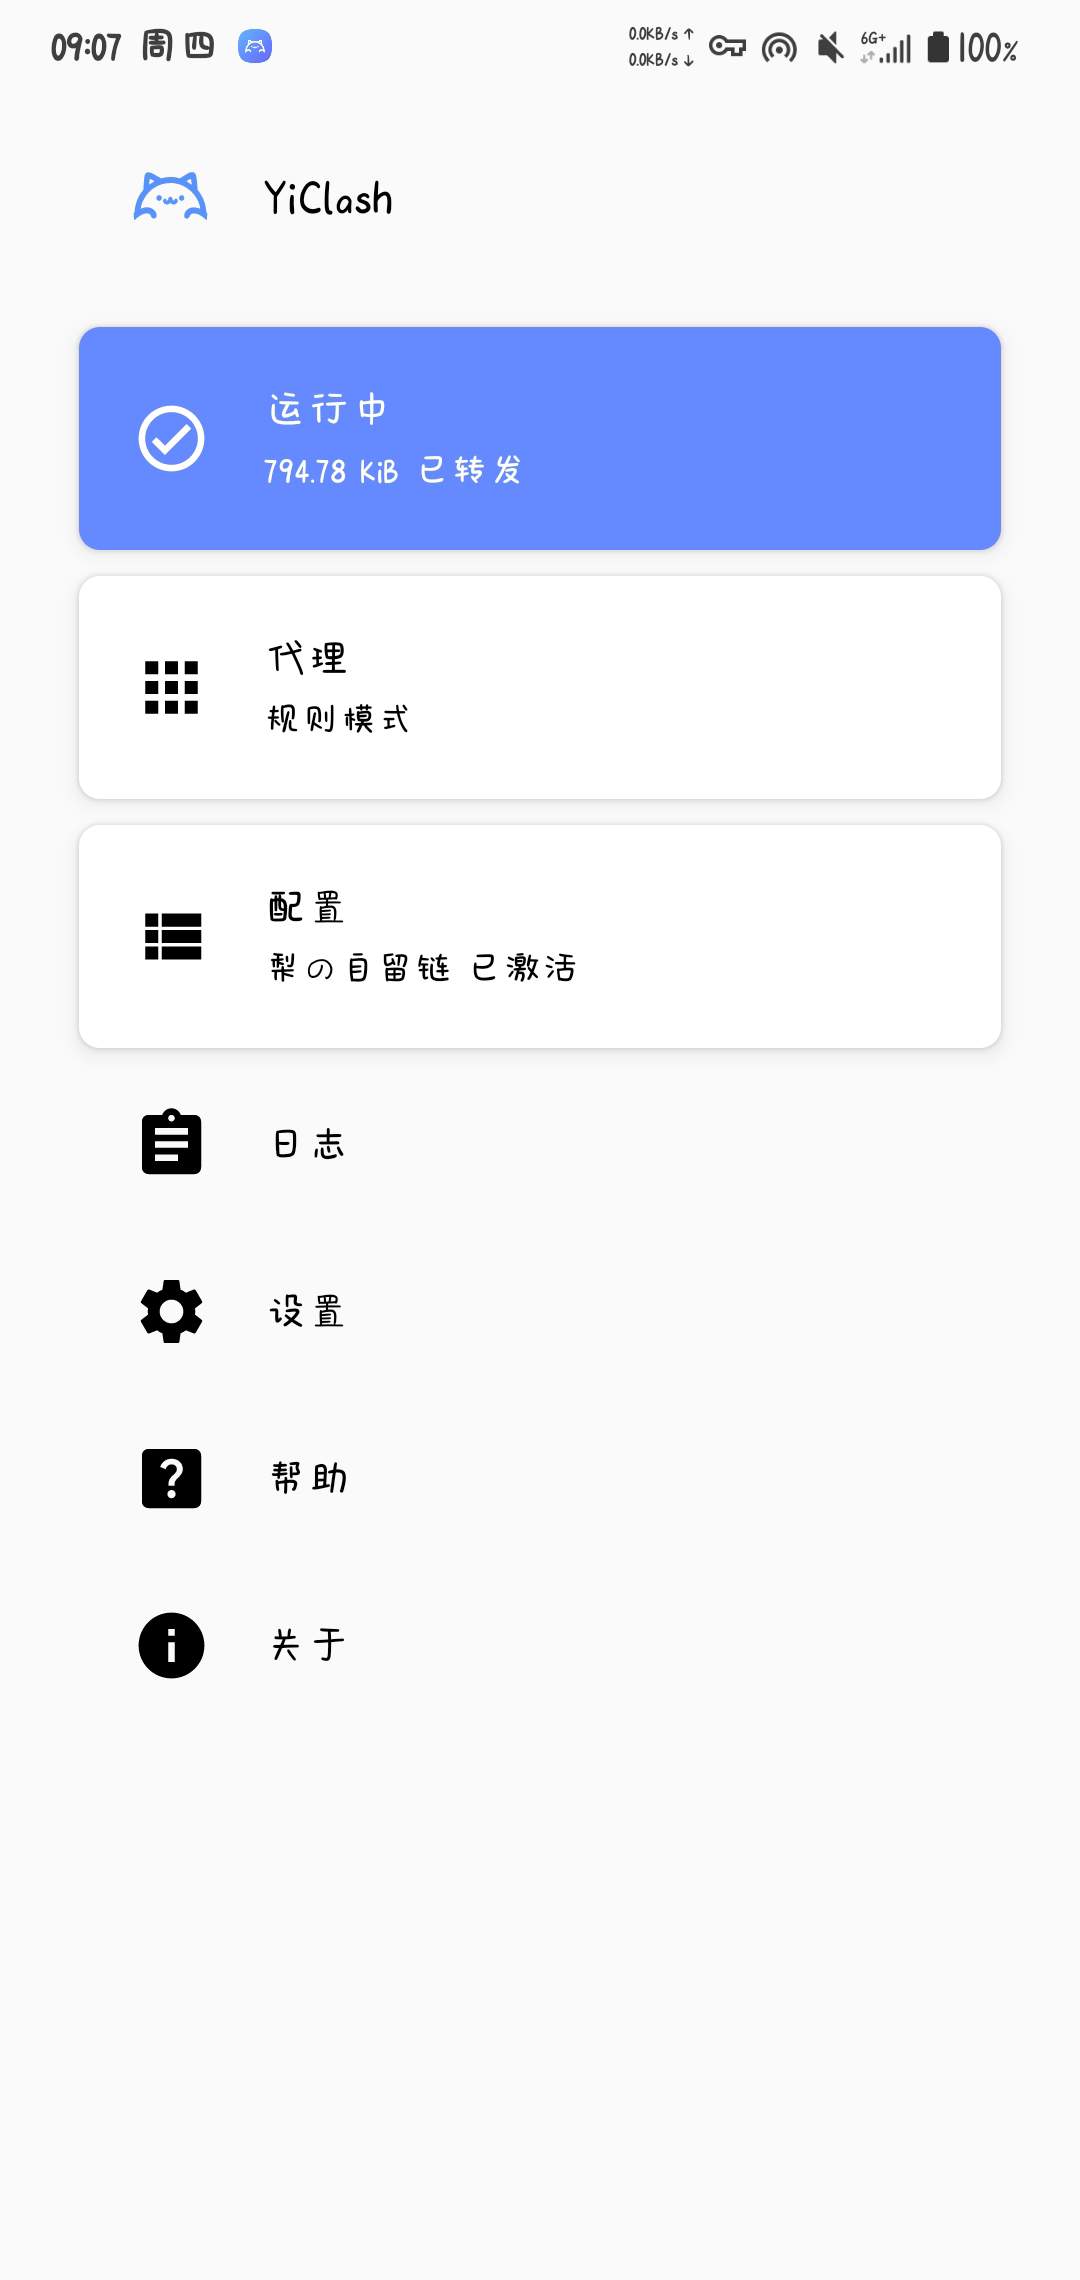 09:07 周四
0.0KB/s ↑
0.0KB/s ↓
6G+
100%
YiClash
运行中
794.78 KiB 已转发
代理
规则模式
配置
梨の自留链 已激活
日志
设置
帮助
关于